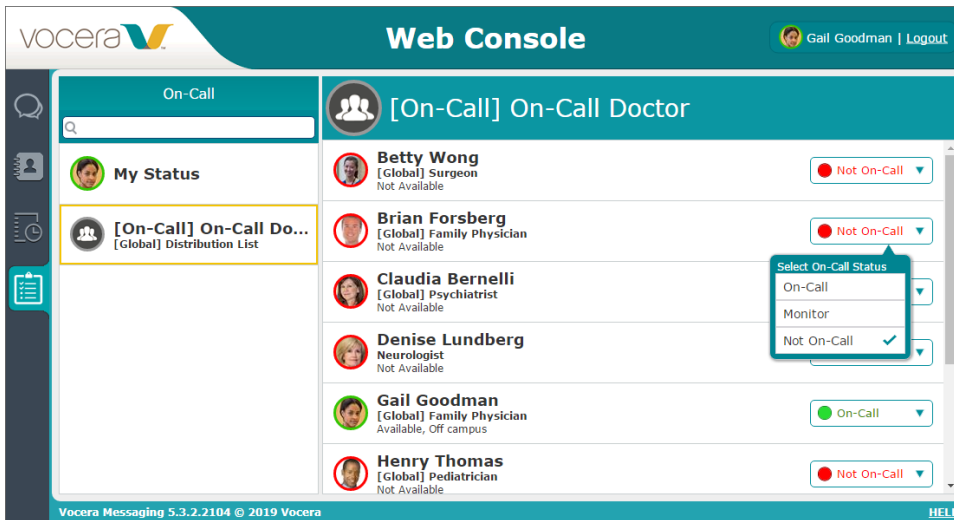 vocera
Web Console
Gail Goodman | Logout
On-Call
My Status
[On-Call] On-Call Do...
[Global] Distribution List
[On-Call] On-Call Doctor
Betty Wong
[Global] Surgeon
Not Available
Not On-Call
Brian Forsberg
[Global] Family Physician
Not Available
Not On-Call
Select On-Call Status
On-Call
Monitor
Not On-Call
Claudia Bernelli
[Global] Psychiatrist
Not Available
Denise Lundberg
Neurologist
Not Available
Gail Goodman
[Global] Family Physician
Available, Off campus
On-Call
Henry Thomas
[Global] Pediatrician
Not Available
Not On-Call
Vocera Messaging 5.3.2.2104 © 2019 Vocera